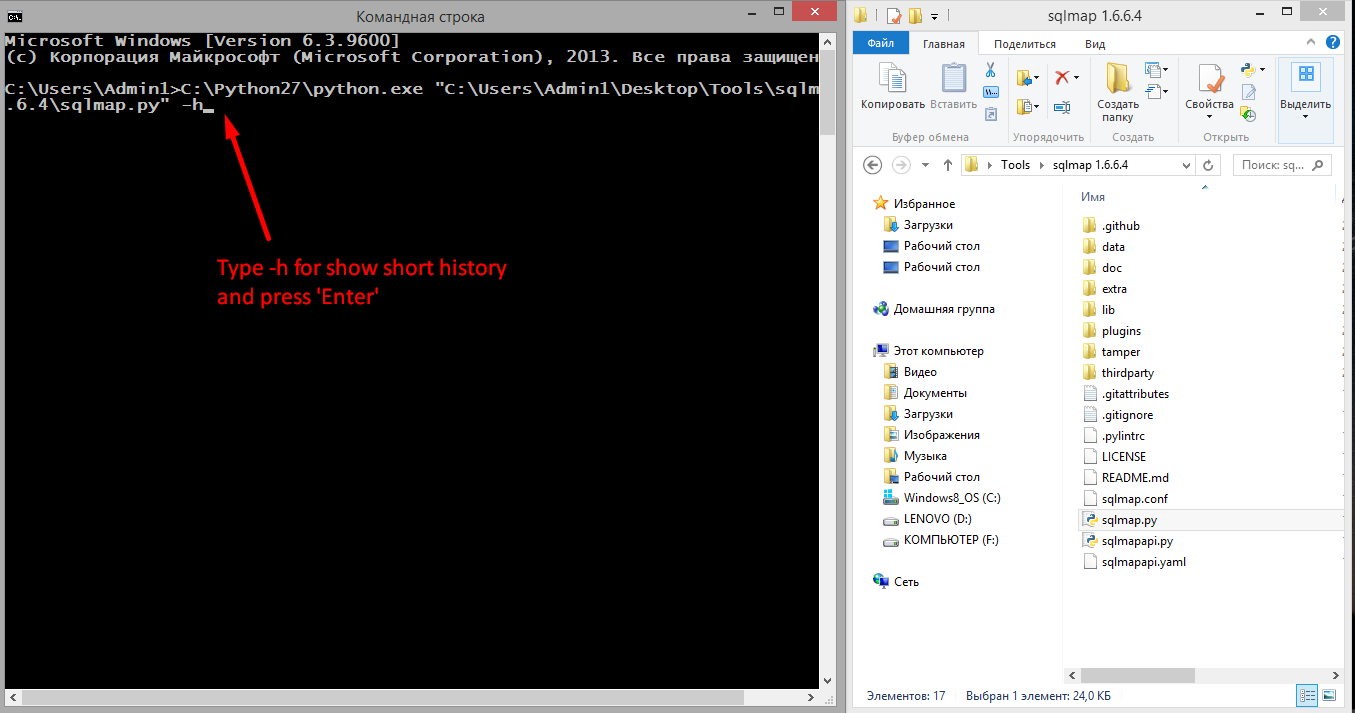 Командная строка
Microsoft Windows [Version 6.3.9600]
(c) Корпорация Майкрософт (Microsoft Corporation), 2013. Все права защищен
C:\Users\Admin1>C:\Python27\python.exe "C:\Users\Admin1\Desktop\Tools\sqlm
.6.4\sqlmap.py" -h
Type -h for show short history
and press 'Enter'
sqlmap 1.6.6.4
Файл Главная Поделиться Вид
Копировать Вставить Создать папку Свойства Выделить
Буфер обмена Упорядочить Создать Открыть
Tools sqlmap 1.6.6.4 Поиск: sq...
Избранное
Загрузки
Рабочий стол
Рабочий стол
Домашняя группа
Этот компьютер
Видео
Документы
Загрузки
Изображения
Музыка
Рабочий стол
Windows8_OS (C:)
LENOVO (D:)
КОМПЬЮТЕР (F:)
Сеть
Имя
.github
data
doc
extra
lib
plugins
tamper
thirdparty
.gitattributes
.gitignore
.pylintrc
LICENSE
README.md
sqlmap.conf
sqlmap.py
sqlmapapi.py
sqlmapapi.yaml
Элементов: 17 Выбран 1 элемент: 24,0 КБ